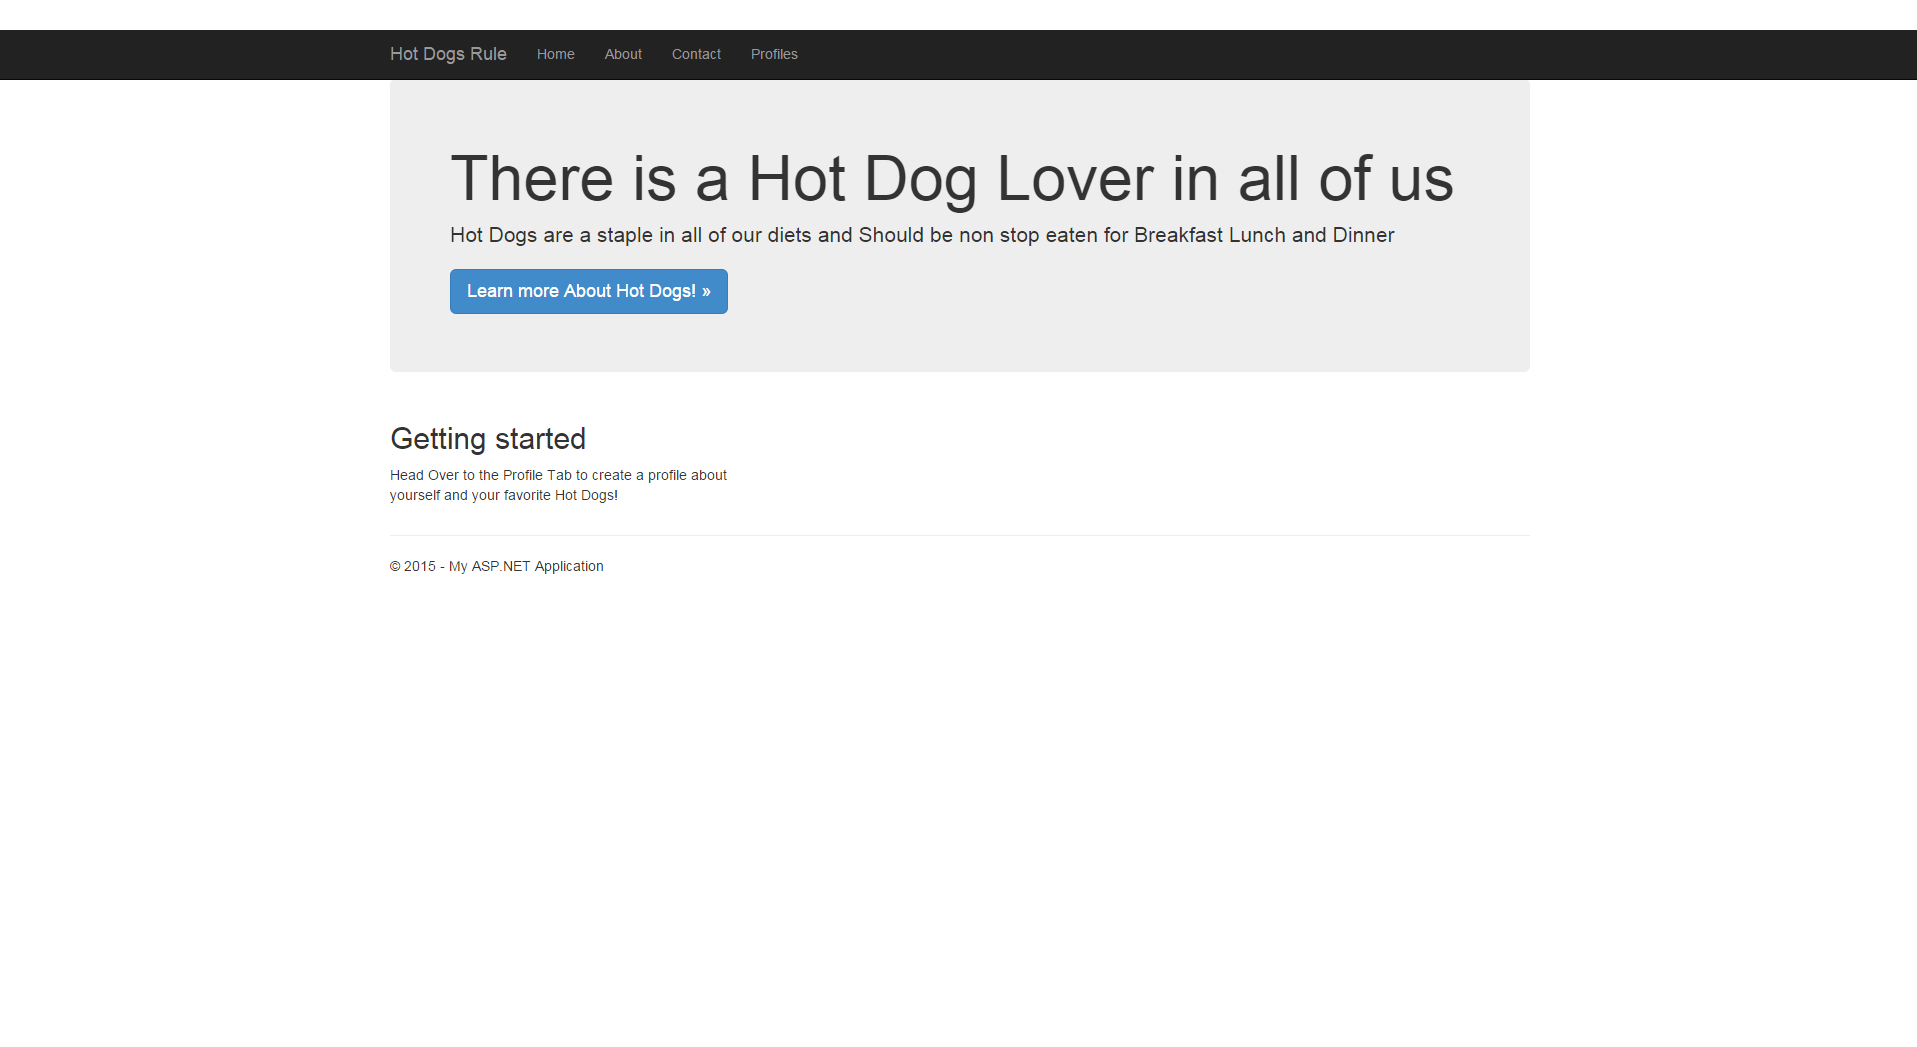 Hot Dogs Rule Home About Contact Profiles
There is a Hot Dog Lover in all of us
Hot Dogs are a staple in all of our diets and Should be non stop eaten for Breakfast Lunch and Dinner
Learn more About Hot Dogs! »
Getting started
Head Over to the Profile Tab to create a profile about
yourself and your favorite Hot Dogs!
© 2015 - My ASP.NET Application